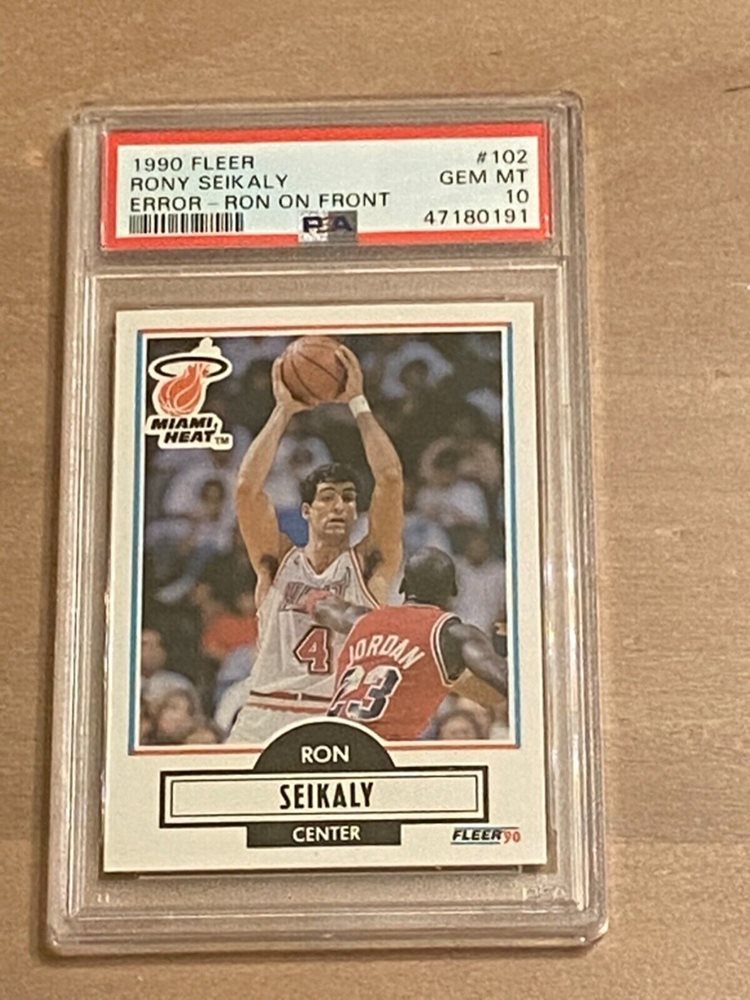 1990 FLEER #102
RONY SEIKALY GEM MT
ERROR - RON ON FRONT 10
PSA 47180191
MIAMI
HEAT TM
4
JORDAN
23
RON
SEIKALY
CENTER
FLEER '90